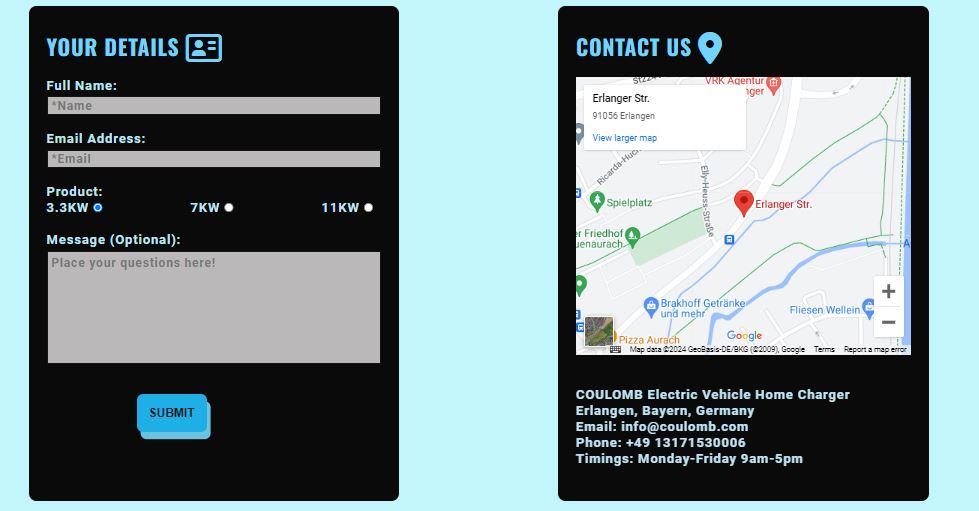 YOUR DETAILS
Full Name:
*Name
Email Address:
*Email
Product:
3.3KW 7KW 11KW
Message (Optional):
Place your questions here!
SUBMIT
CONTACT US
VRK Agentur
Erlanger Str.
91056 Erlangen
View larger map
Elly-Heuss-Straße
Spielplatz
Erlanger Str.
er Friedhof
uenaurach
Brakhoff Getränke
und mehr
Fliesen Wellein
Google
Pizza Aurach
Map data ©2024 GeoBasis-DE/BKG (©2009), Google Terms Report a map error
COULOMB Electric Vehicle Home Charger
Erlangen, Bayern, Germany
Email: info@coulomb.com
Phone: +49 13171530006
Timings: Monday-Friday 9am-5pm